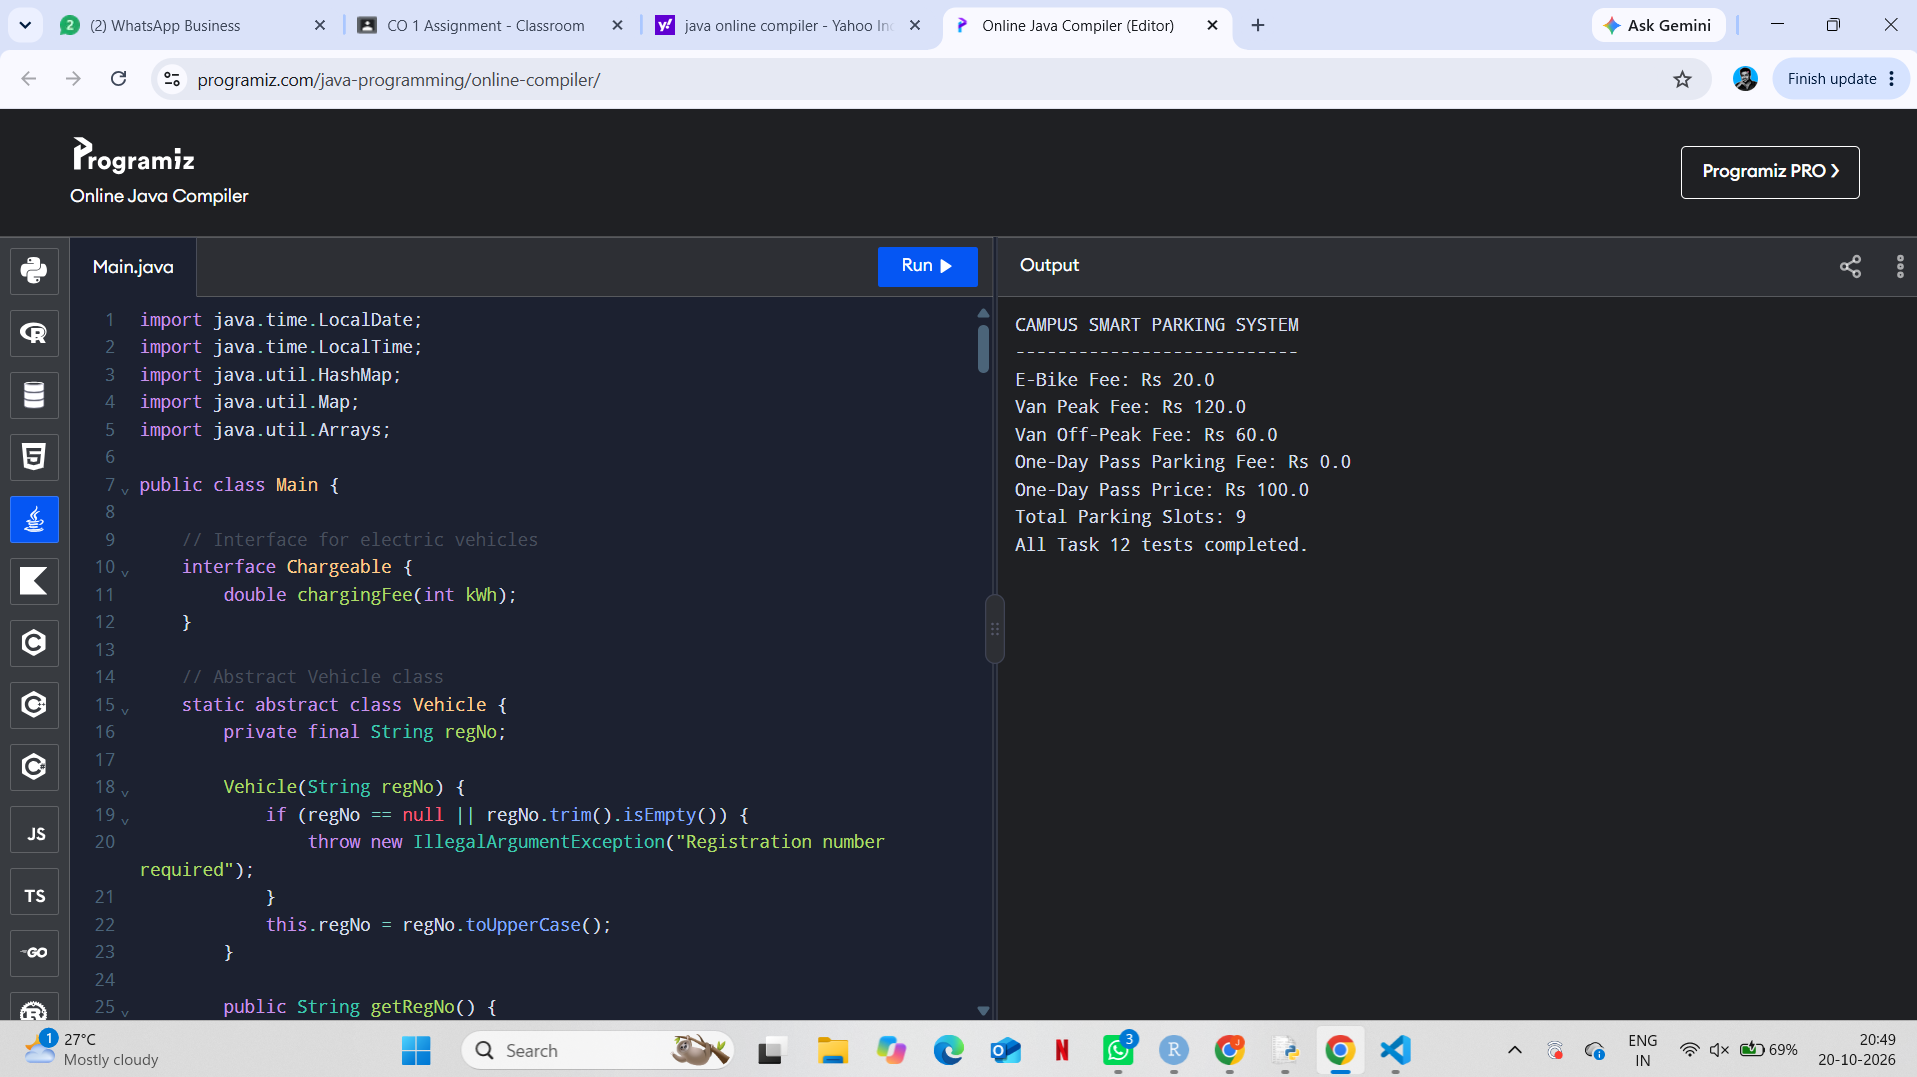 (2) WhatsApp Business
CO 1 Assignment - Classroom
java online compiler - Yahoo In
Online Java Compiler (Editor)
Ask Gemini
programiz.com/java-programming/online-compiler/
Finish update
Programiz
Online Java Compiler
Programiz PRO
Main.java
Run
Output
1 import java.time.LocalDate;
2 import java.time.LocalTime;
3 import java.util.HashMap;
4 import java.util.Map;
5 import java.util.Arrays;
6
7 public class Main {
8
9 // Interface for electric vehicles
10 interface Chargeable {
11 double chargingFee(int kWh);
12 }
13
14 // Abstract Vehicle class
15 static abstract class Vehicle {
16 private final String regNo;
17
18 Vehicle(String regNo) {
19 if (regNo == null || regNo.trim().isEmpty()) {
20 throw new IllegalArgumentException("Registration number
required");
21 }
22 this.regNo = regNo.toUpperCase();
23 }
24
25 public String getRegNo() {
CAMPUS SMART PARKING SYSTEM
---------------------------
E-Bike Fee: Rs 20.0
Van Peak Fee: Rs 120.0
Van Off-Peak Fee: Rs 60.0
One-Day Pass Parking Fee: Rs 0.0
One-Day Pass Price: Rs 100.0
Total Parking Slots: 9
All Task 12 tests completed.
JS
TS
GO
1
27°C
Mostly cloudy
Search
3
ENG
IN
69%
20:49
20-10-2026